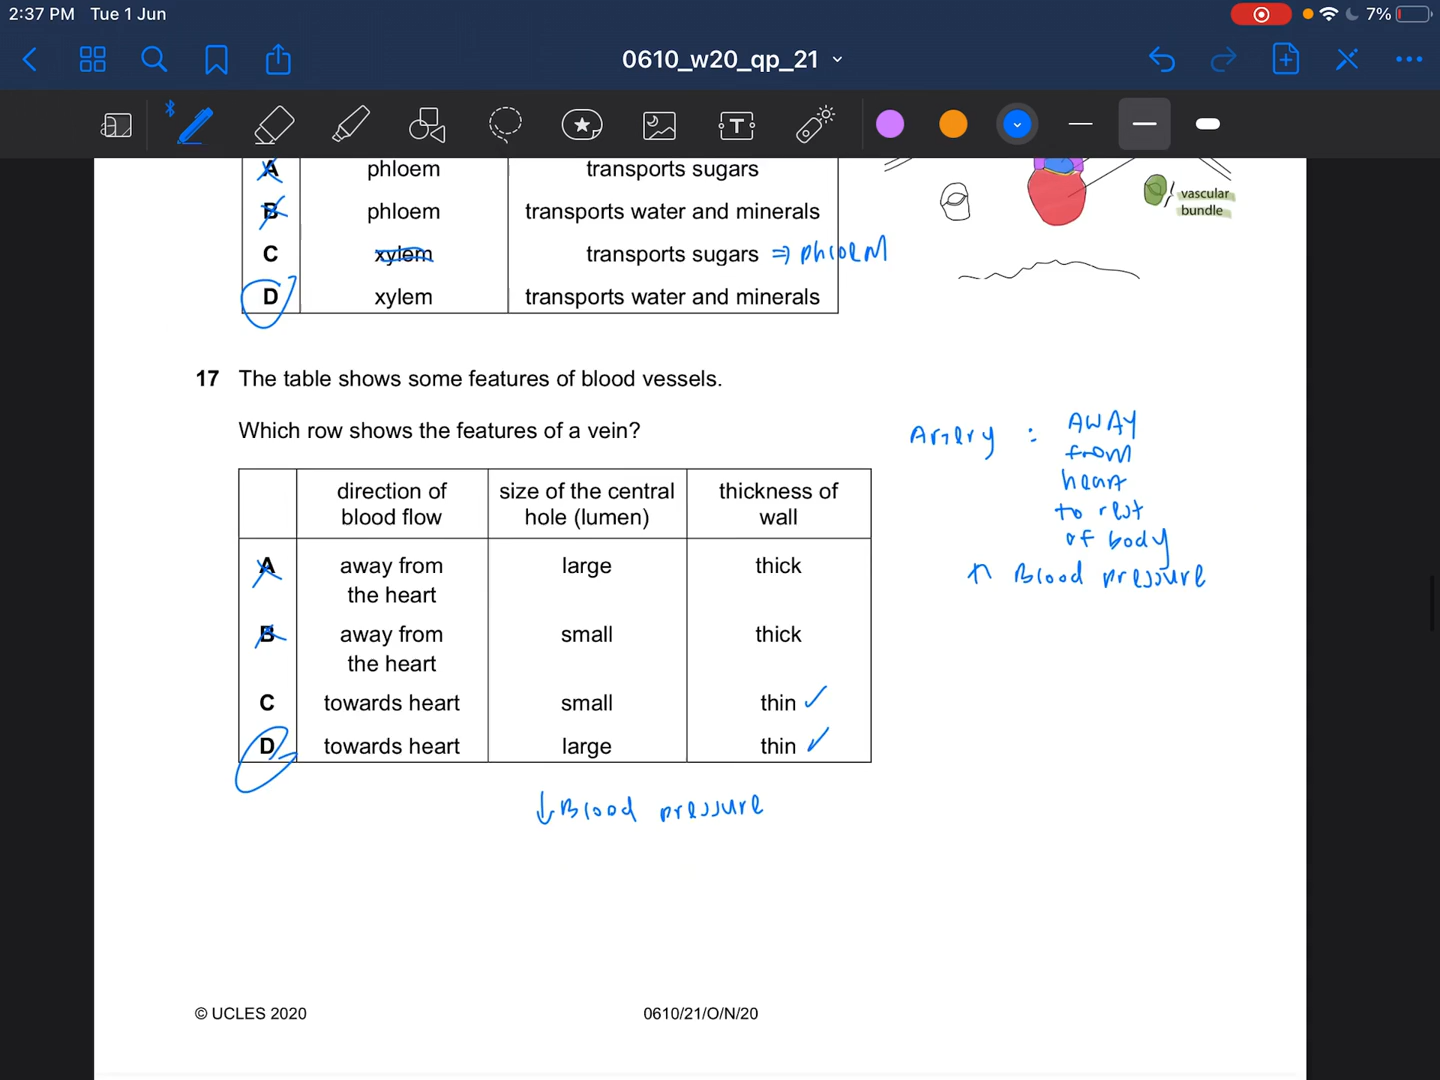 2:37 PM Tue 1 Jun
7%
0610_w20_qp_21
T
A phloem transports sugars
B phloem transports water and minerals
C xylem transports sugars ⇒ phloem
D xylem transports water and minerals
vascular
bundle
17 The table shows some features of blood vessels.
Which row shows the features of a vein?
direction of blood flow size of the central hole (lumen) thickness of wall
A away from the heart large thick
B away from the heart small thick
C towards heart small thin ✓
D towards heart large thin ✓
↓ Blood pressure
Artery : AWAY
from
heart
to rest
of body
↑ Blood pressure
© UCLES 2020
0610/21/O/N/20